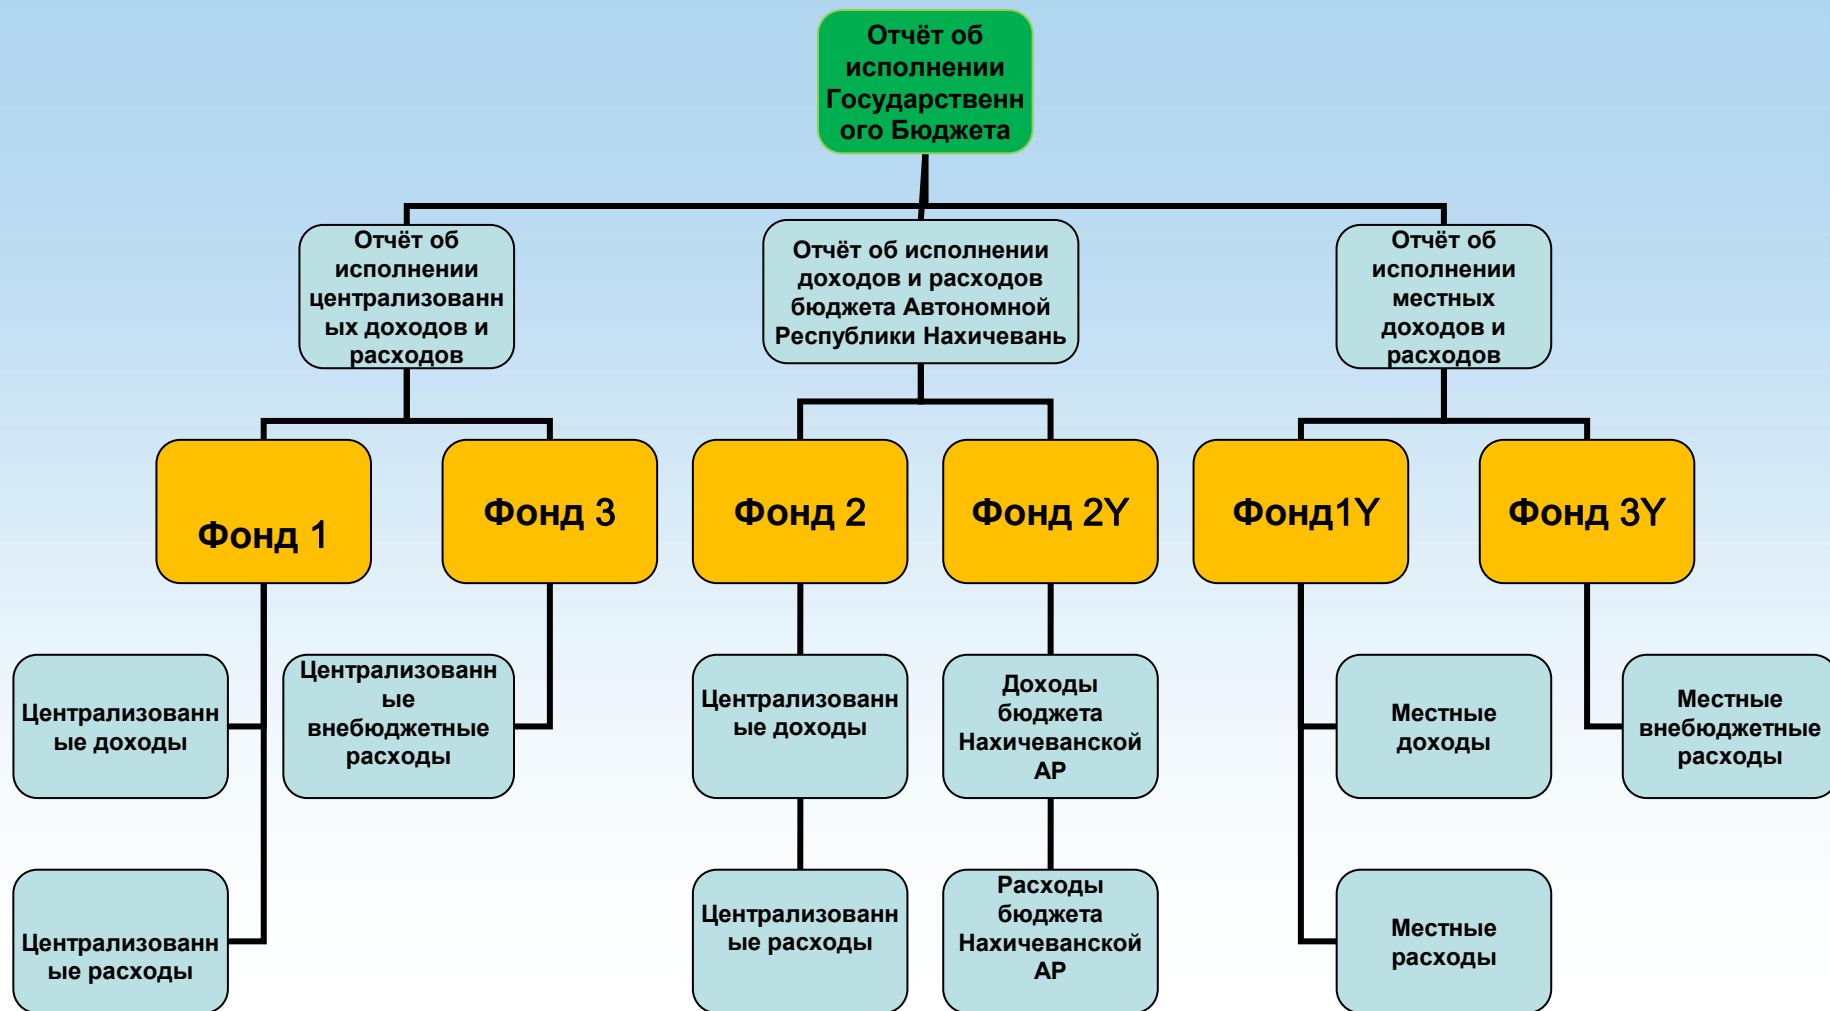 Отчёт об
исполнении
Государственн
ого Бюджета
Отчёт об
исполнении
централизованн
ых доходов и
расходов
Отчёт об исполнении
доходов и расходов
бюджета Автономной
Республики Нахичевань
Отчёт об
исполнении
местных
доходов и
расходов
Фонд 1
Фонд 3
Фонд 2
Фонд 2Y
Фонд1Y
Фонд 3Y
Централизованн
ые доходы
Централизованн
ые
внебюджетные
расходы
Централизованн
ые доходы
Доходы
бюджета
Нахичеванской
АР
Местные
доходы
Местные
внебюджетные
расходы
Централизованн
ые расходы
Централизованн
ые расходы
Расходы
бюджета
Нахичеванской
АР
Местные
расходы